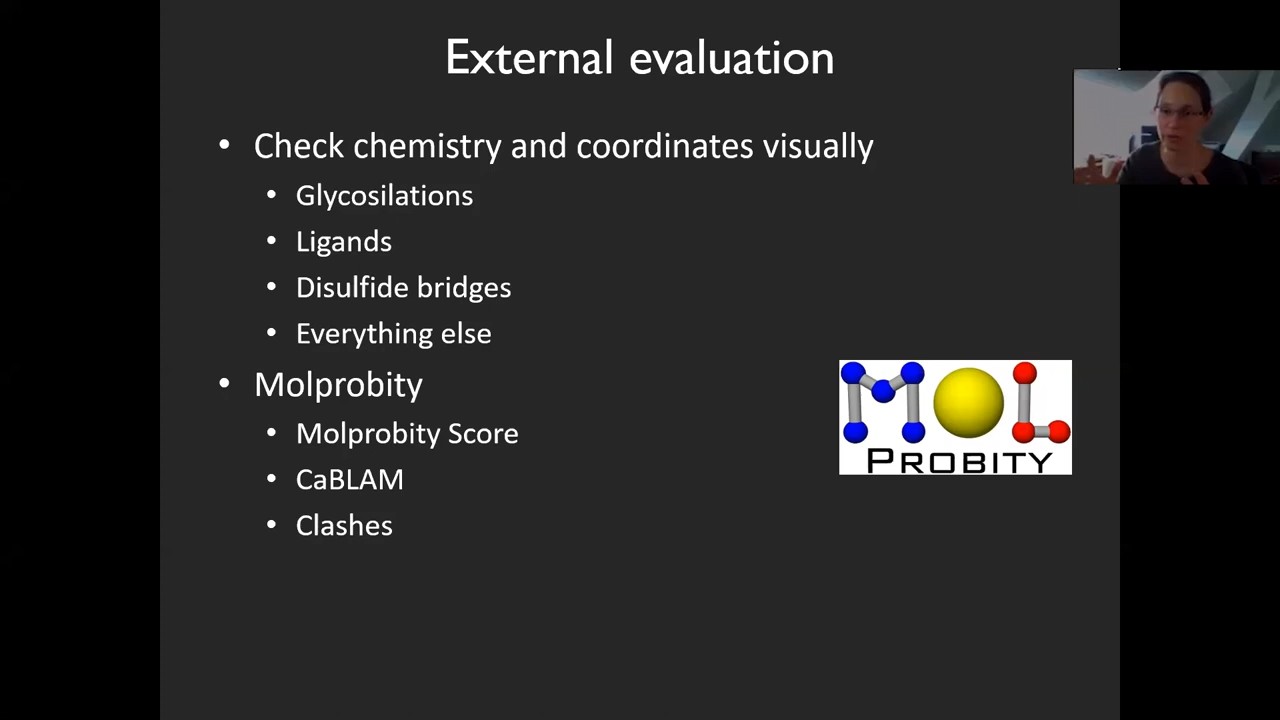 External evaluation
• Check chemistry and coordinates visually
• Glycosilations
• Ligands
• Disulfide bridges
• Everything else
• Molprobity
• Molprobity Score
• CaBLAM
• Clashes
MOL
PROBITY